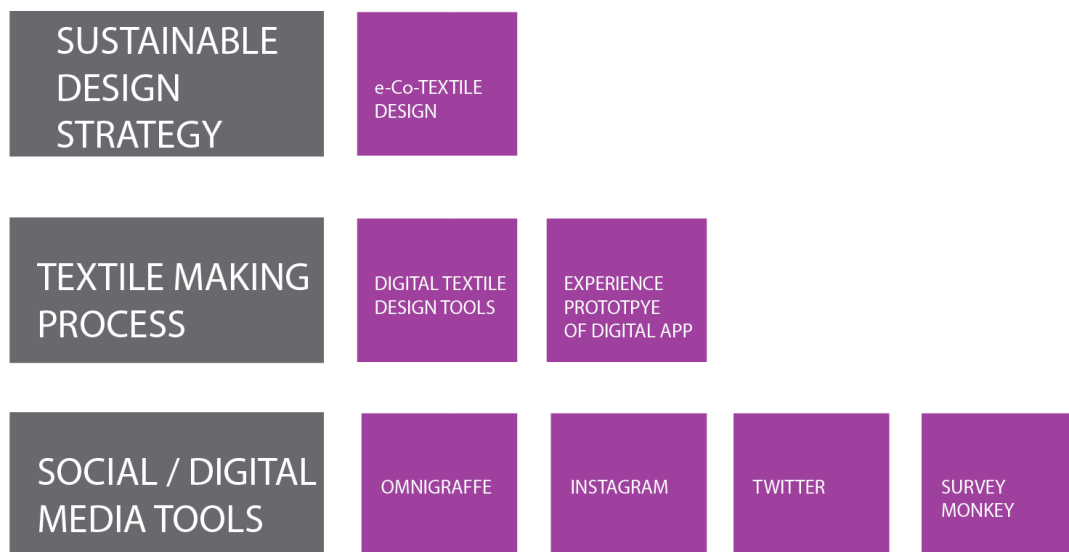 SUSTAINABLE
DESIGN
STRATEGY
e-Co-TEXTILE
DESIGN
TEXTILE MAKING
PROCESS
DIGITAL TEXTILE
DESIGN TOOLS
EXPERIENCE
PROTOTPYE
OF DIGITAL APP
SOCIAL / DIGITAL
MEDIA TOOLS
OMNIGRAFFE
INSTAGRAM
TWITTER
SURVEY
MONKEY